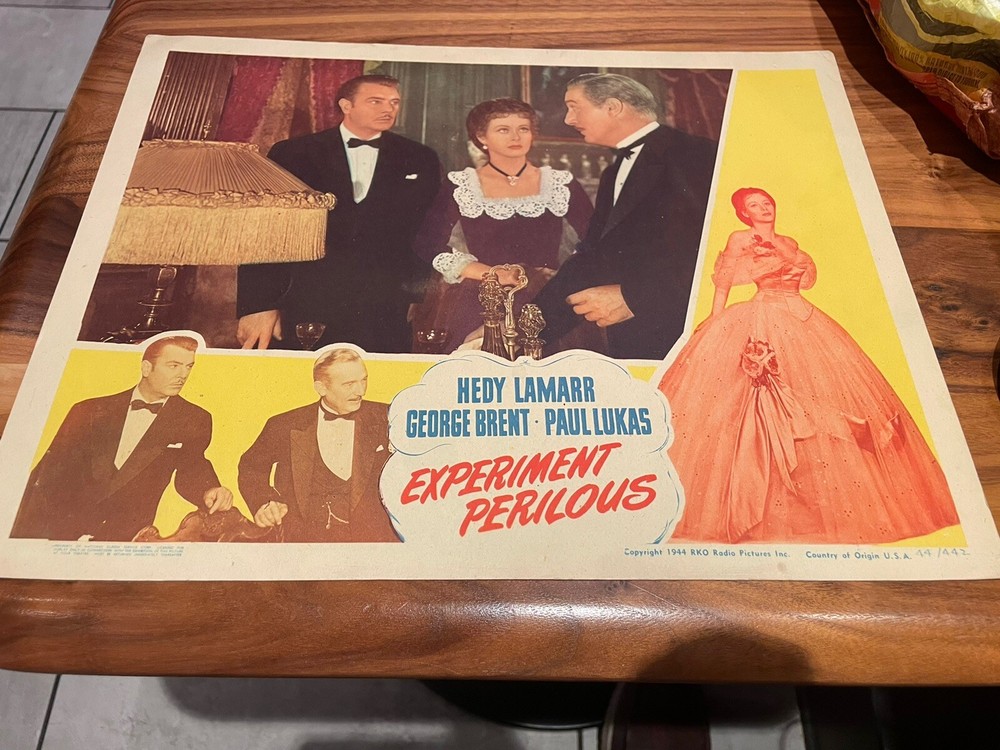 HEDY LAMARR
GEORGE BRENT · PAUL LUKAS
EXPERIMENT
PERILOUS
Copyright 1944 RKO Radio Pictures Inc. Country of Origin U.S.A. 44/442